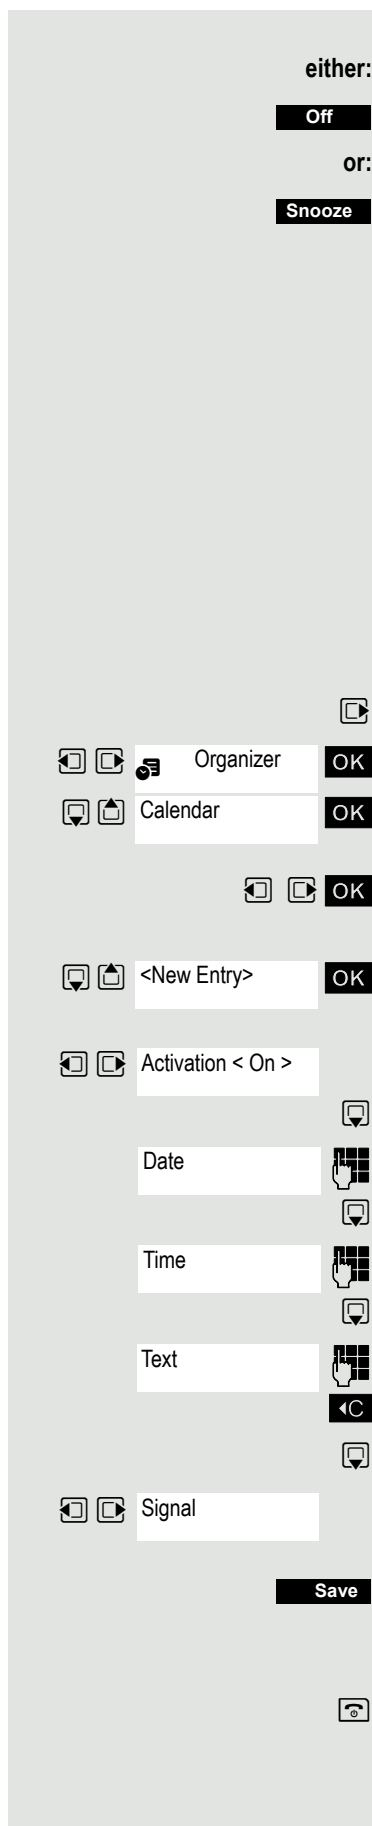 either:
Off
or:
Snooze
Organizer OK
Calendar OK
OK
<New Entry> OK
Activation < On >
Date
Time
Text
C
Signal
Save